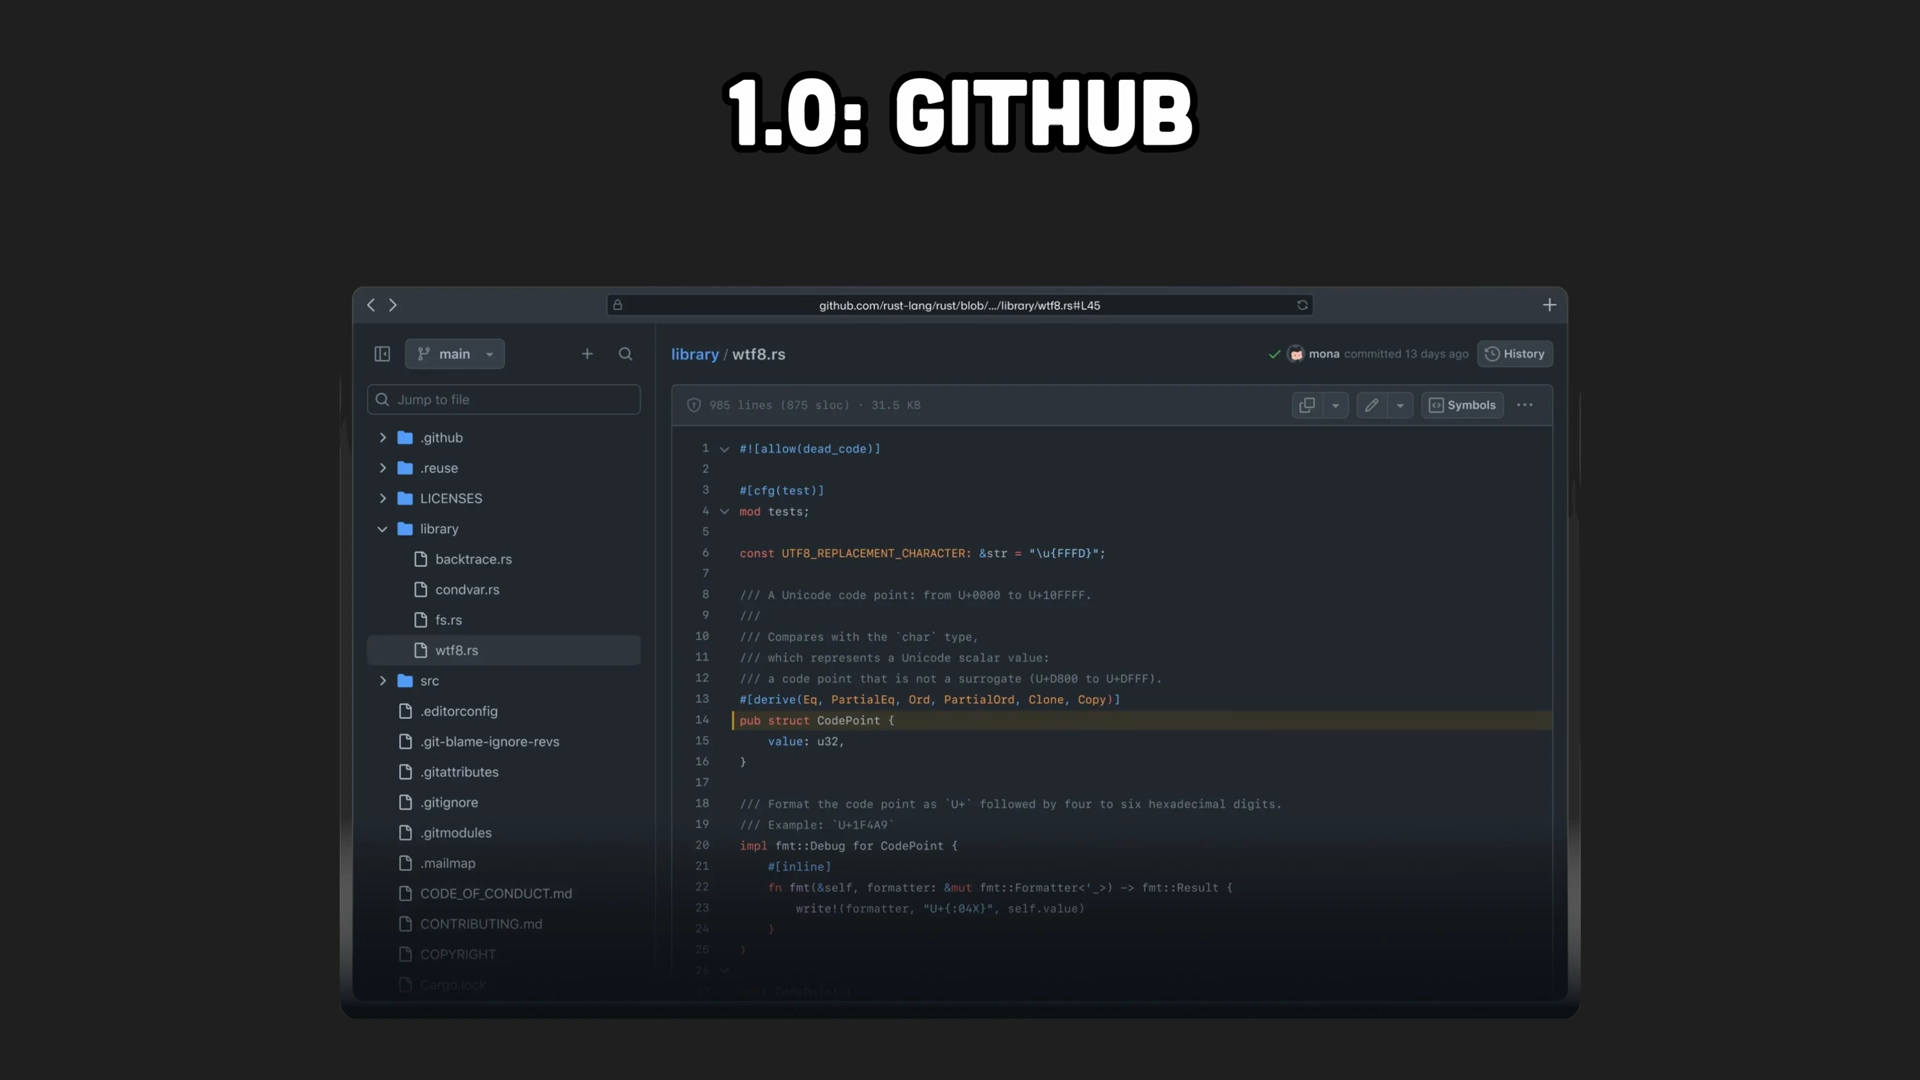 1.0: GITHUB
github.com/rust-lang/rust/blob/.../library/wtf8.rs#L45
main
library / wtf8.rs
mona committed 13 days ago
History
Jump to file
985 lines (875 sloc) · 31.5 KB
Symbols
.github
.reuse
LICENSES
library
backtrace.rs
condvar.rs
fs.rs
wtf8.rs
src
.editorconfig
.git-blame-ignore-revs
.gitattributes
.gitignore
.gitmodules
.mailmap
CODE_OF_CONDUCT.md
CONTRIBUTING.md
COPYRIGHT
Cargo.lock
1 #![allow(dead_code)]
2
3 #[cfg(test)]
4 mod tests;
5
6 const UTF8_REPLACEMENT_CHARACTER: &str = "\u{FFFD}";
7
8 /// A Unicode code point: from U+0000 to U+10FFFF.
9 ///
10 /// Compares with the `char` type,
11 /// which represents a Unicode scalar value:
12 /// a code point that is not a surrogate (U+D800 to U+DFFF).
13 #[derive(Eq, PartialEq, Ord, PartialOrd, Clone, Copy)]
14 pub struct CodePoint {
15     value: u32,
16 }
17
18 /// Format the code point as `U+` followed by four to six hexadecimal digits.
19 /// Example: `U+1F4A9`
20 impl fmt::Debug for CodePoint {
21     #[inline]
22     fn fmt(&self, formatter: &mut fmt::Formatter<'_>) -> fmt::Result {
23         write!(formatter, "U+{:04X}", self.value)
24     }
25 }
26